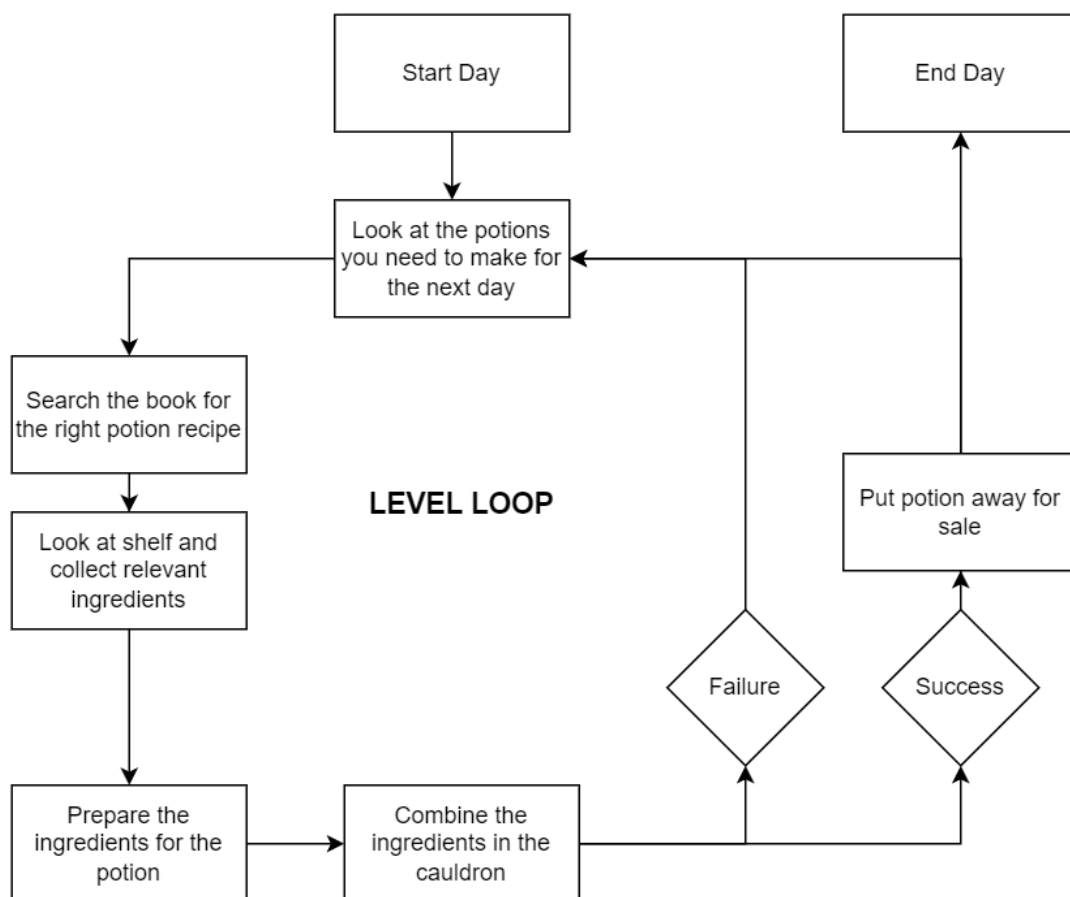 Start Day
End Day
Look at the potions
you need to make for
the next day
Search the book for
the right potion recipe
LEVEL LOOP
Put potion away for
sale
Look at shelf and
collect relevant
ingredients
Failure
Success
Prepare the
ingredients for the
potion
Combine the
ingredients in the
cauldron